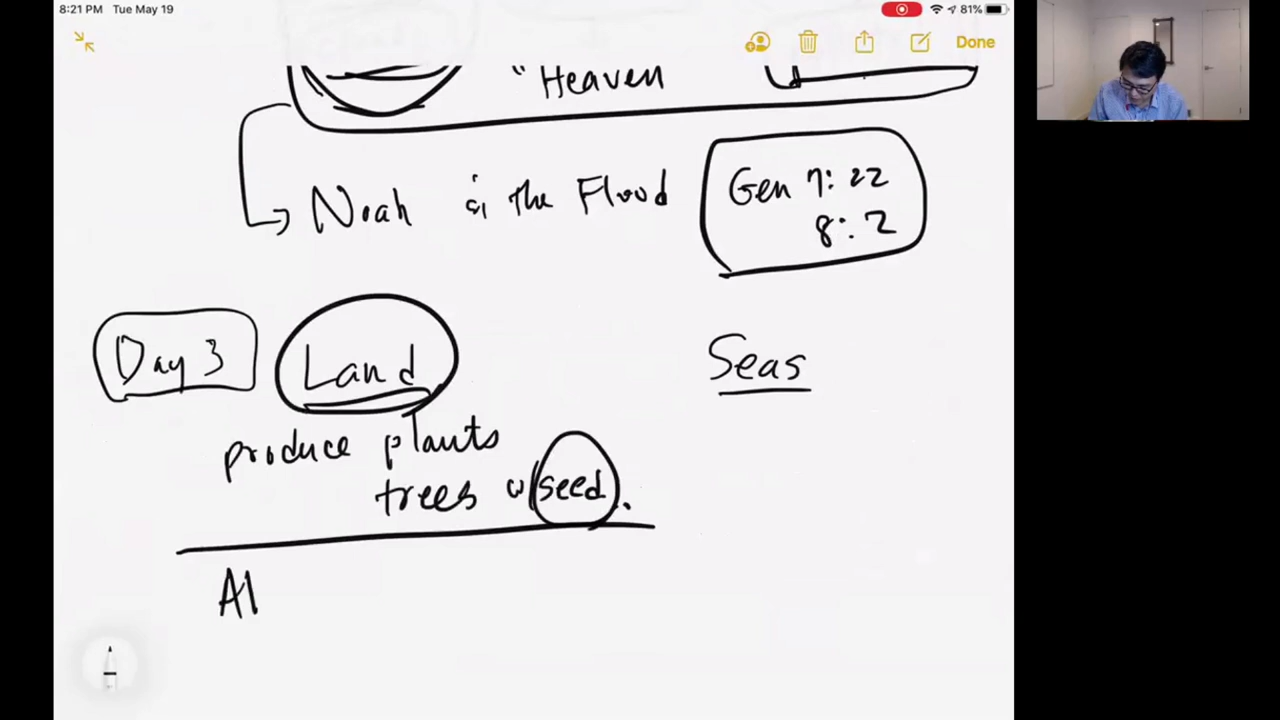 8:21 PM Tue May 19
81%
Done
"Heaven
Noah & the Flood
Gen 7:22
8:2
Day 3
Land
Seas
produce plants
trees w/ seed.
Al